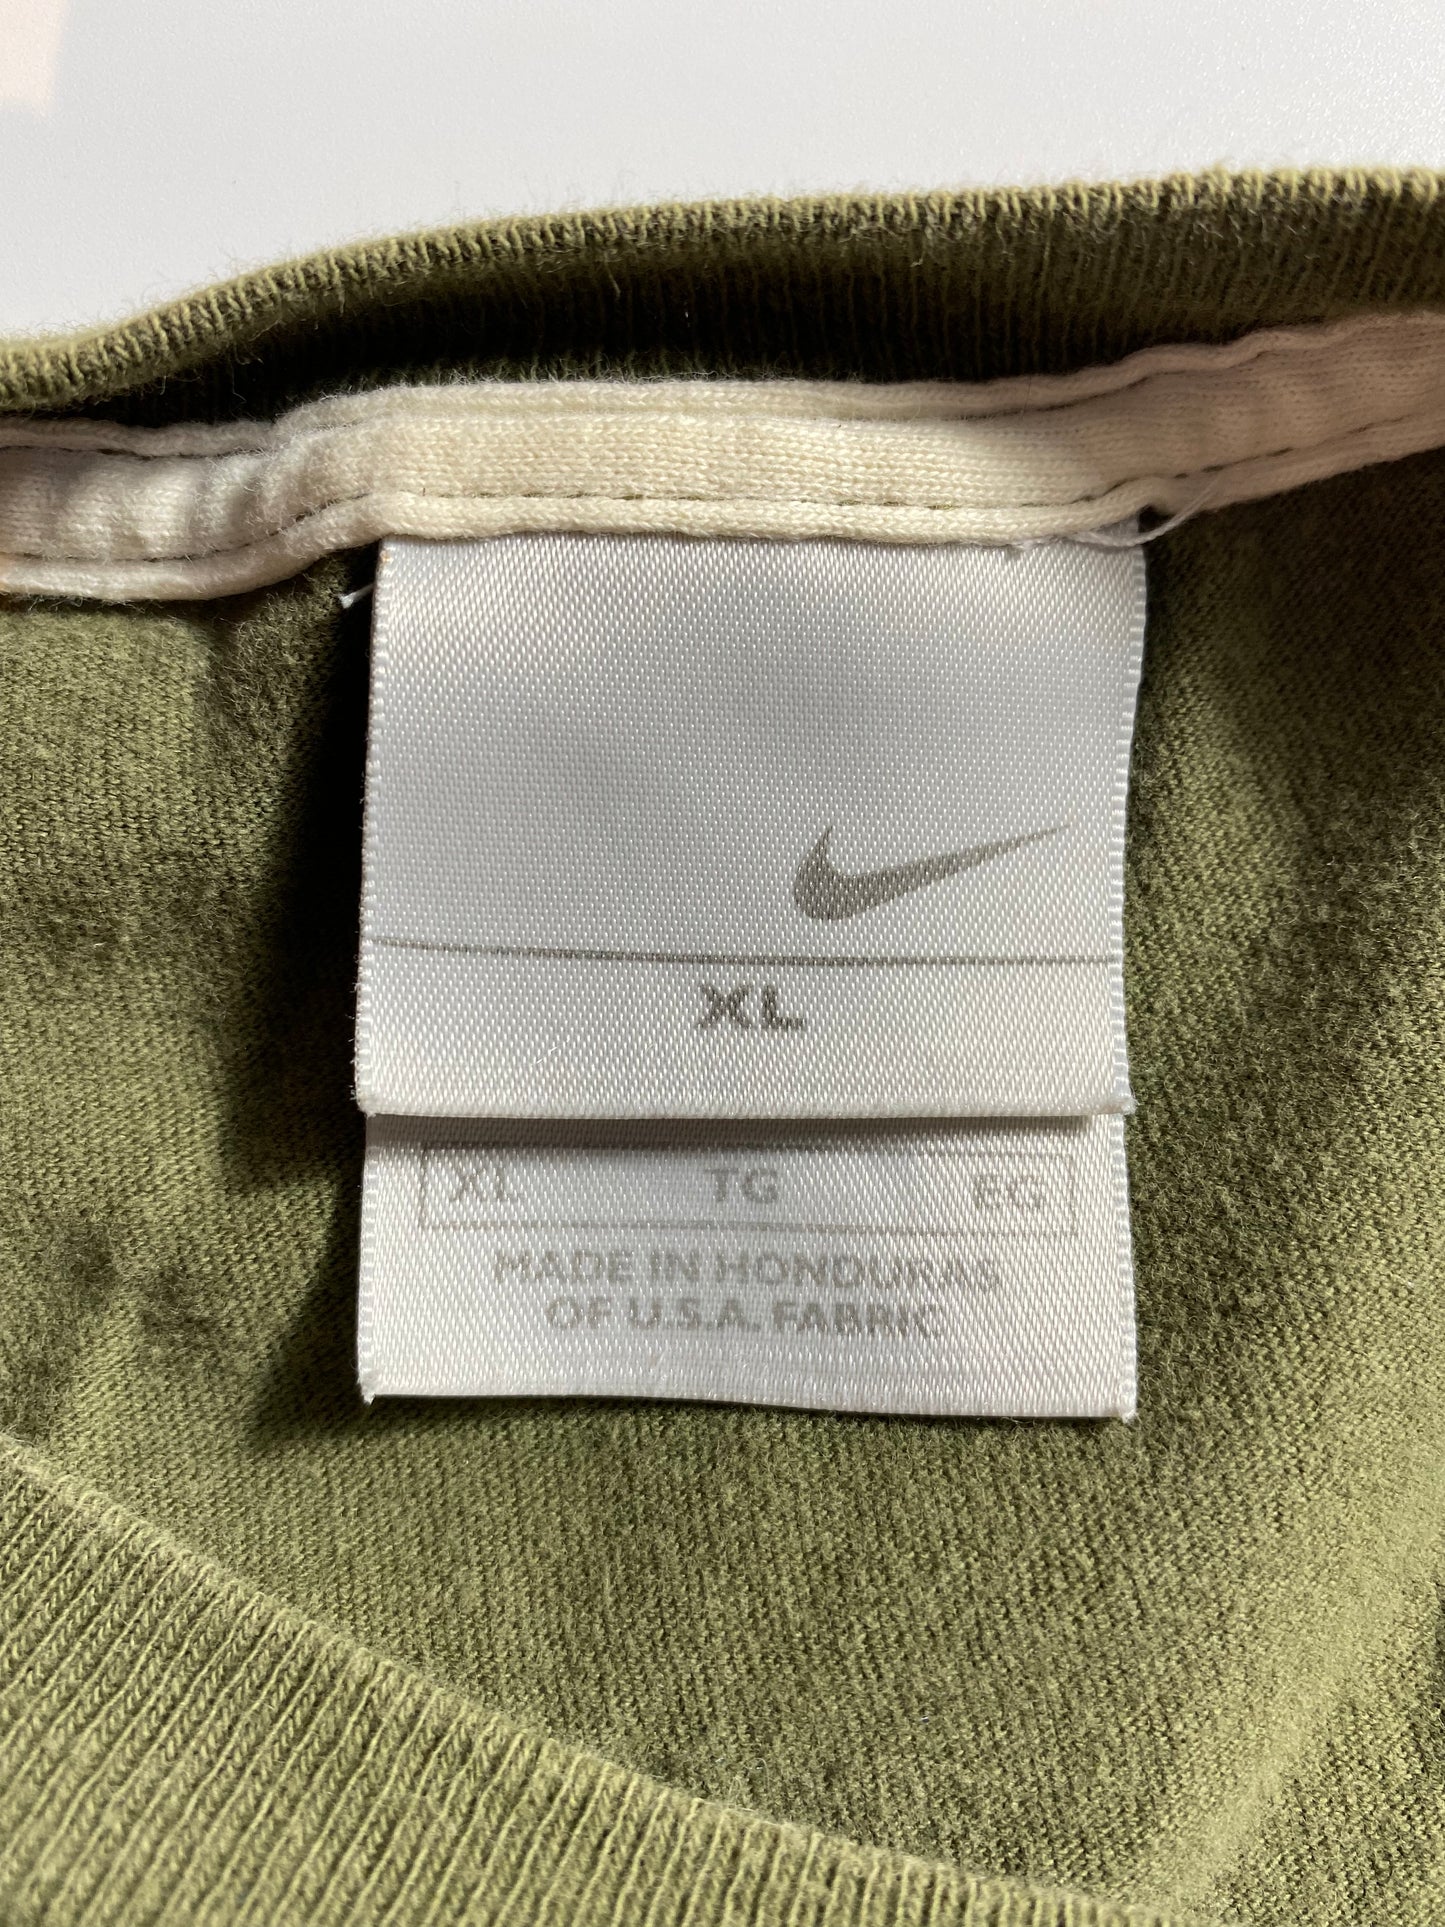 XL
XL TG EG
MADE IN HONDURAS
OF U.S.A. FABRIC